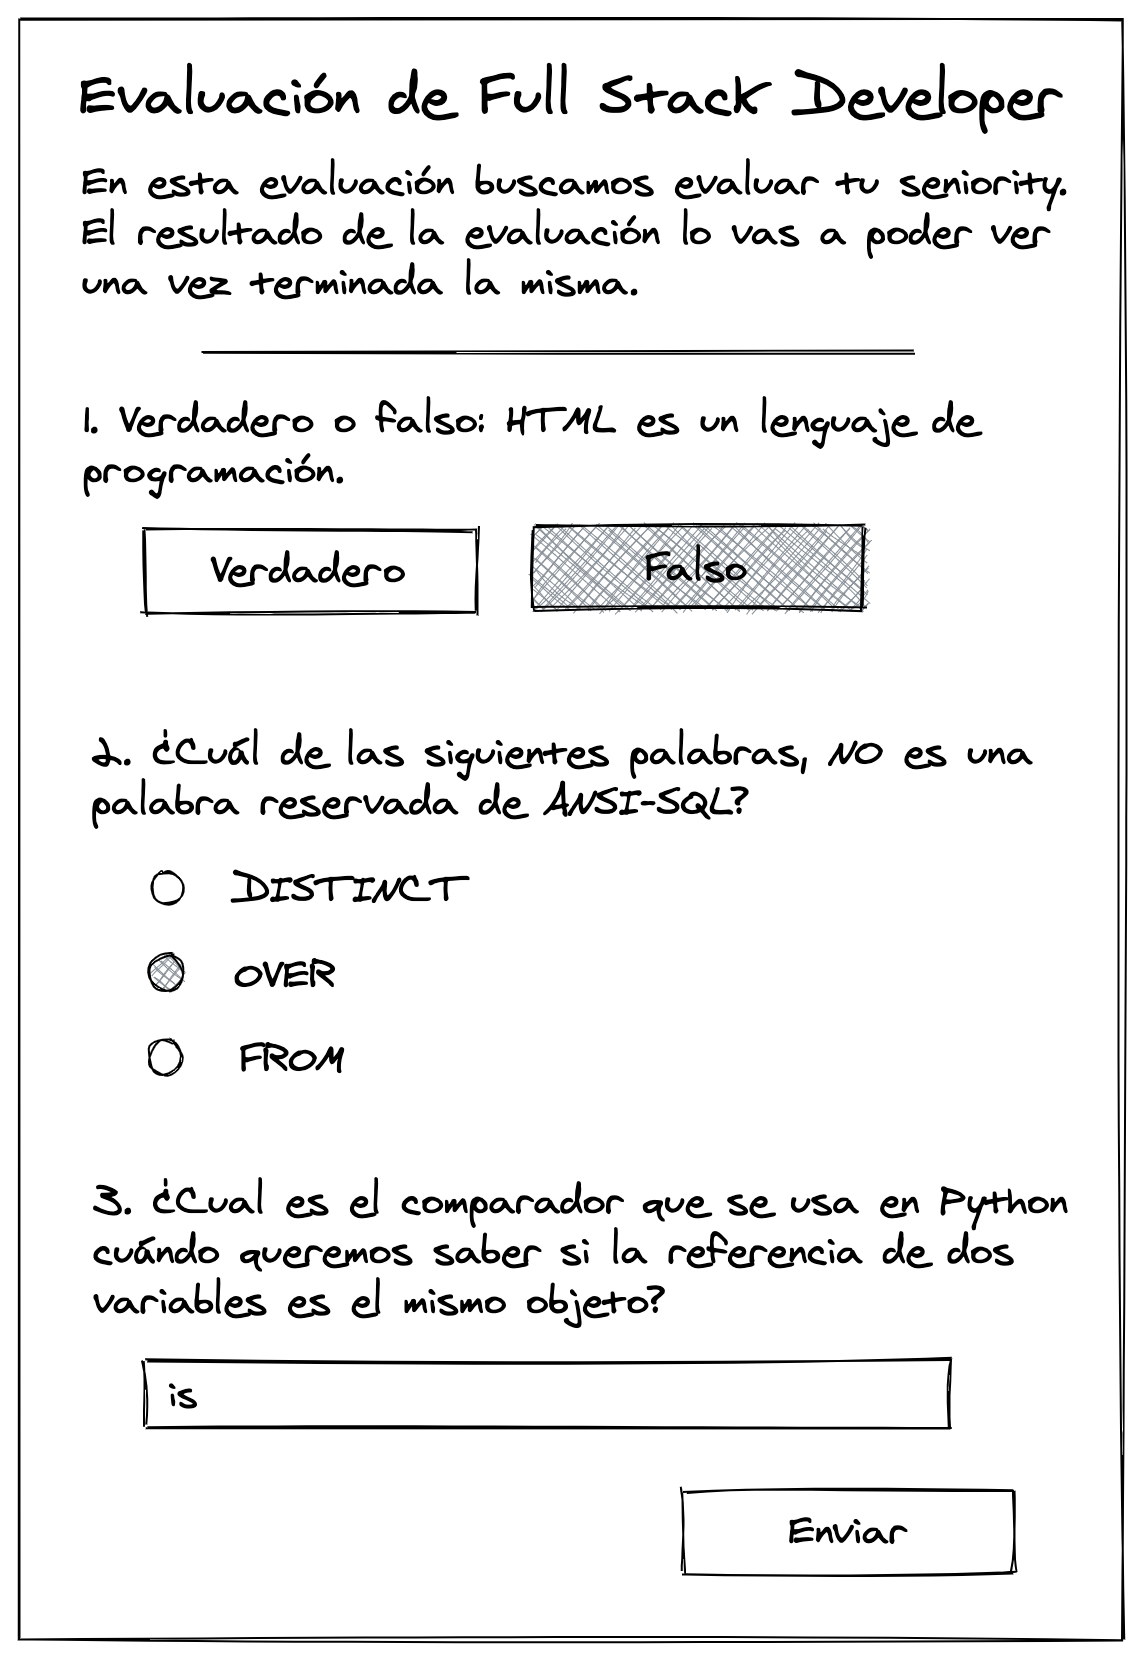 Evaluación de Full Stack Developer
En esta evaluación buscamos evaluar tu seniority.
El resultado de la evaluación lo vas a poder ver
una vez terminada la misma.
1. Verdadero o falso: HTML es un lenguaje de
programación.
Verdadero Falso
2. ¿Cuál de las siguientes palabras, NO es una
palabra reservada de ANSI-SQL?
DISTINCT
OVER
FROM
3. ¿Cual es el comparador que se usa en Python
cuándo queremos saber si la referencia de dos
variables es el mismo objeto?
is
Enviar